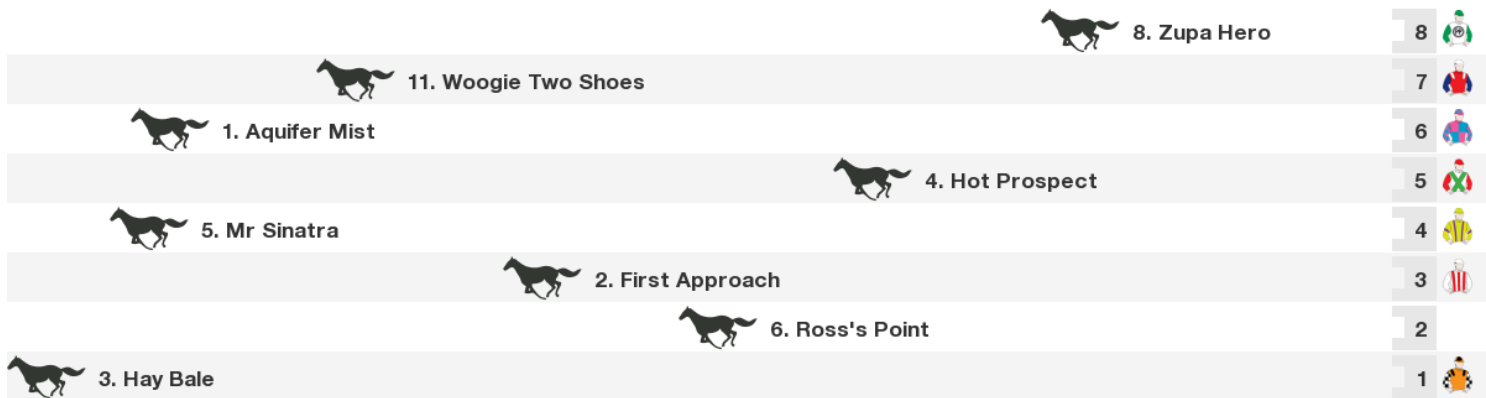 8. Zupa Hero 8
11. Woogie Two Shoes 7
1. Aquifer Mist 6
4. Hot Prospect 5
5. Mr Sinatra 4
2. First Approach 3
6. Ross's Point 2
3. Hay Bale 1